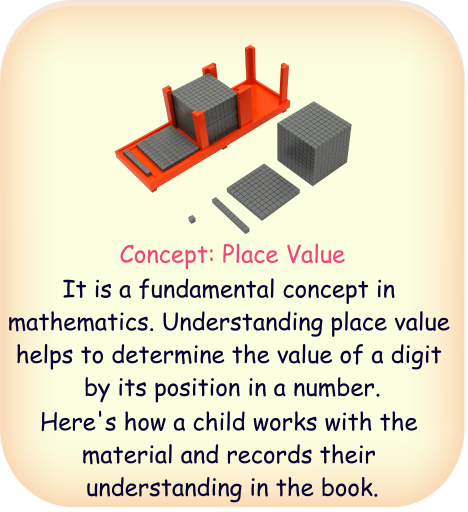 Concept: Place Value
It is a fundamental concept in
mathematics. Understanding place value
helps to determine the value of a digit
by its position in a number.
Here's how a child works with the
material and records their
understanding in the book.